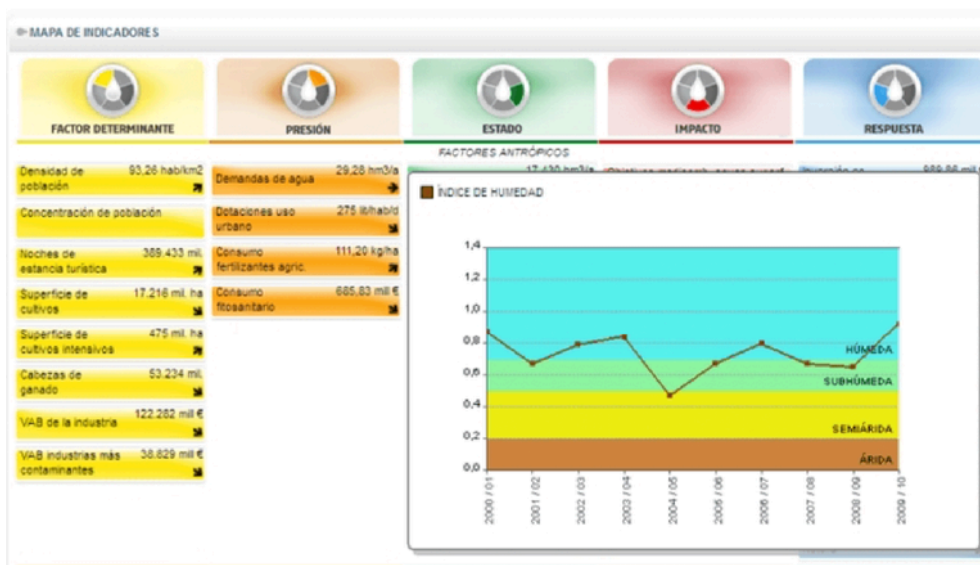 MAPA DE INDICADORES
FACTOR DETERMINANTE
PRESIÓN
ESTADO
IMPACTO
RESPUESTA
FACTORES ANTRÓPICOS
Densidad de población 93,26 hab/km2
Concentración de población
Noches de estancia turística 389.433 mil.
Superficie de cultivos 17.216 mil. ha
Superficie de cultivos intensivos 475 mil. ha
Cabezas de ganado 53.234 mil.
VAB de la industria 122.282 mill €
VAB industrias más contaminantes 38.829 mill €
Demandas de agua 29,28 hm3/a
Dotaciones uso urbano 275 lit/hab/d
Consumo fertilizantes agric. 111,20 kg/ha
Consumo fitosanitario 685,83 mill €
ÍNDICE DE HUMEDAD
1,4
1,2
1,0
0,8
0,6
0,4
0,2
0,0
HÚMEDA
SUBHÚMEDA
SEMIÁRIDA
ÁRIDA
2000 / 01
2001 / 02
2002 / 03
2003 / 04
2004 / 05
2005 / 06
2006 / 07
2007 / 08
2008 / 09
2009 / 10